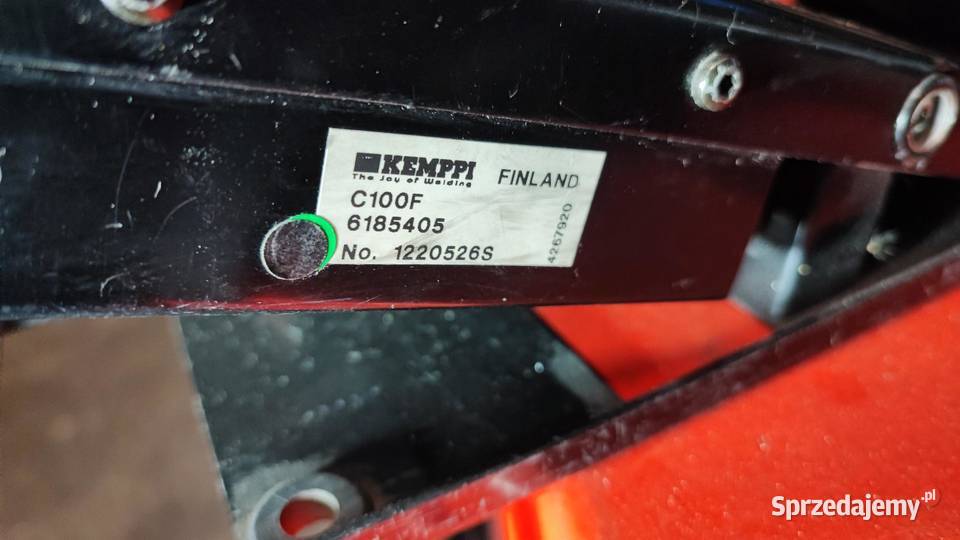 KEMPPI
The Joy of Welding
FINLAND
C100F
6185405
No. 1220526S
4267920
Sprzedajemy.pl